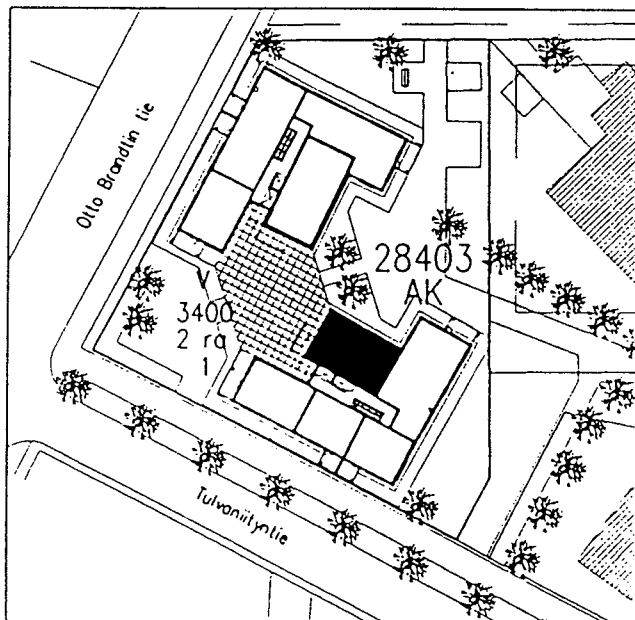 Otto Brandtin tie
28403
AK
V
3400
2 ra
1
Tulvaniityntie